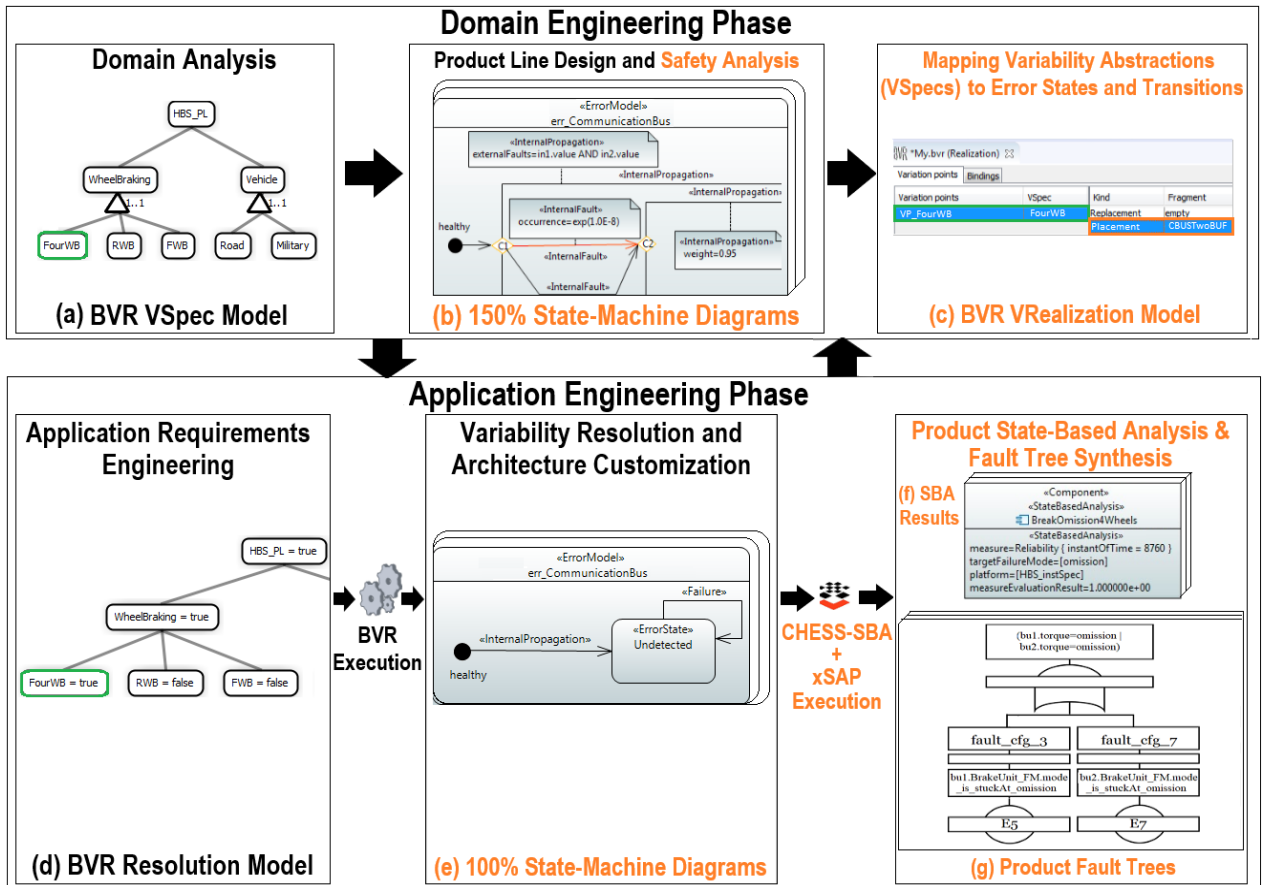 Domain Engineering Phase
Domain Analysis
HBS_PL
WheelBraking
Vehicle
1..1
1..1
FourWB
RWB
FWB
Road
Military
(a) BVR VSpec Model
Product Line Design and Safety Analysis
«ErrorModel»
err_CommunicationBus
«InternalPropagation»
externalFaults=in1.value AND in2.value
«InternalPropagation»
«InternalPropagation»
«InternalFault»
occurrence=exp(1.0E-8)
healthy
C1
C2
«InternalFault»
«InternalPropagation»
weight=0.95
«InternalFault»
(b) 150% State-Machine Diagrams
Mapping Variability Abstractions
(VSpecs) to Error States and Transitions
BVR *My.bvr (Realization)
Variation points
Bindings
Variation points
VSpec
Kind
Fragment
VP_FourWB
FourWB
Replacement
empty
Placement
CBUSTwoBUF
(c) BVR VRealization Model
Application Engineering Phase
Application Requirements
Engineering
HBS_PL = true
WheelBraking = true
FourWB = true
RWB = false
FWB = false
(d) BVR Resolution Model
BVR
Execution
Variability Resolution and
Architecture Customization
«ErrorModel»
err_CommunicationBus
«Failure»
«InternalPropagation»
«ErrorState»
Undetected
healthy
(e) 100% State-Machine Diagrams
CHESS-SBA
+
xSAP
Execution
Product State-Based Analysis &
Fault Tree Synthesis
(f) SBA
Results
«Component»
«StateBasedAnalysis»
BreakOmission4Wheels
«StateBasedAnalysis»
measure=Reliability { instantOfTime = 8760 }
targetFailureMode=[omission]
platform=[HBS_instSpec]
measureEvaluationResult=1.000000e+00
(bu1.torque=omission |
bu2.torque=omission)
fault_cfg_3
fault_cfg_7
bu1.BrakeUnit_FM.mode
_is_stuckAt_omission
bu2.BrakeUnit_FM.mode
_is_stuckAt_omission
E5
E7
(g) Product Fault Trees